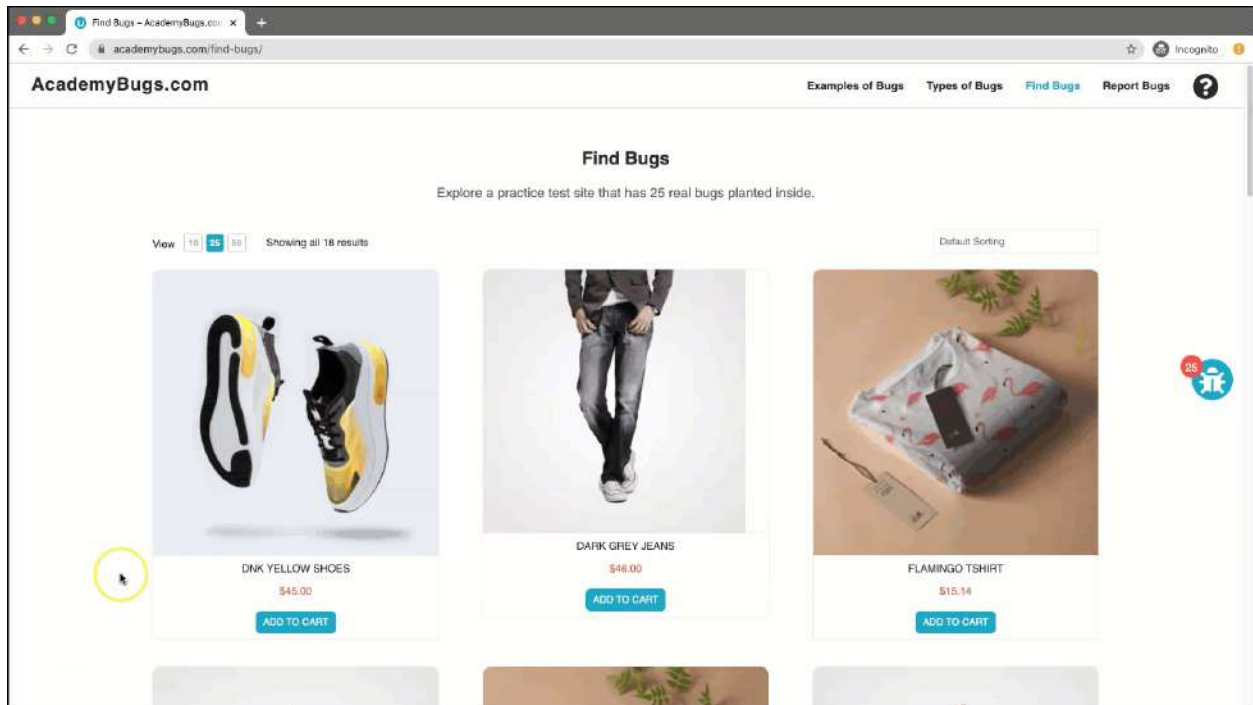 Find Bugs – AcademyBugs.com
academybugs.com/find-bugs/
Incognito
AcademyBugs.com
Examples of Bugs Types of Bugs Find Bugs Report Bugs
Find Bugs
Explore a practice test site that has 25 real bugs planted inside.
View 10 25 50 Showing all 18 results
Default Sorting
25
DNK YELLOW SHOES
$45.00
ADD TO CART
DARK GREY JEANS
$46.00
ADD TO CART
FLAMINGO TSHIRT
$15.14
ADD TO CART